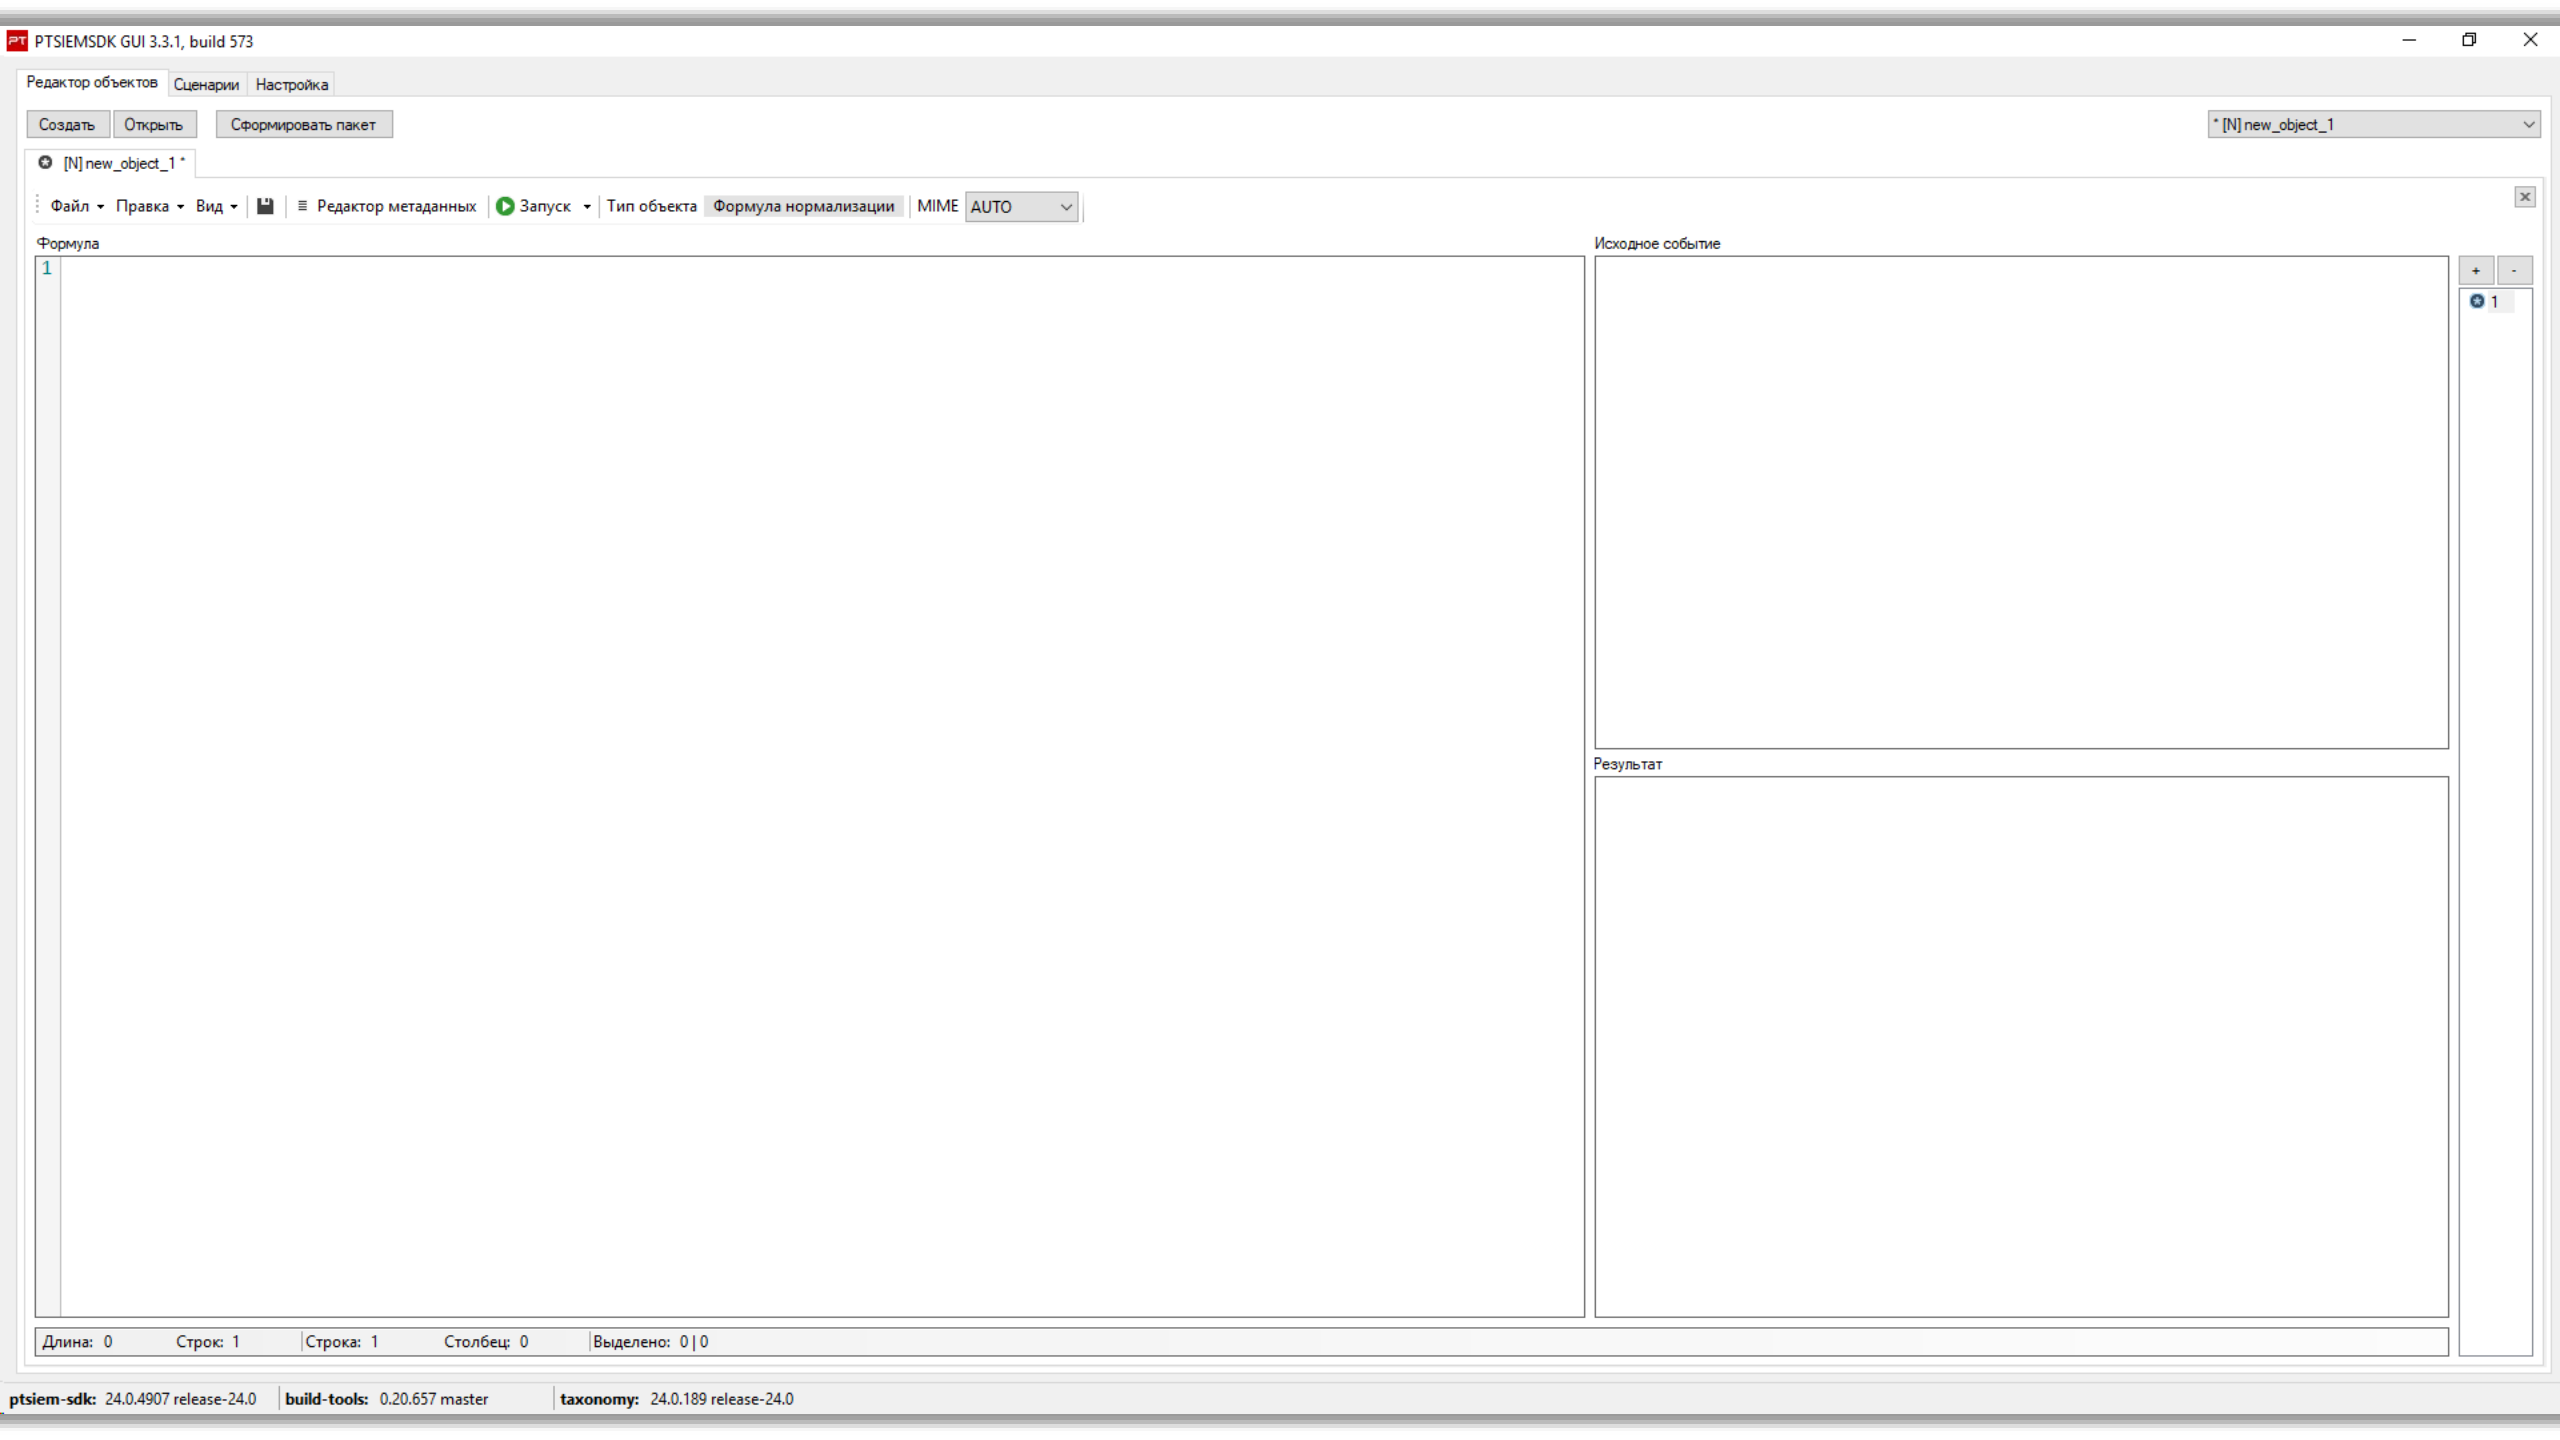 PT PTSIEMSDK GUI 3.3.1, build 573
Редактор объектов Сценарии Настройка
Создать Открыть Сформировать пакет * [N] new_object_1
[N] new_object_1 *
Файл Правка Вид Редактор метаданных Запуск Тип объекта Формула нормализации MIME AUTO
Формула Исходное событие
1 + -
1
Результат
Длина: 0 Строк: 1 Строка: 1 Столбец: 0 Выделено: 0 | 0
ptsiem-sdk: 24.0.4907 release-24.0 build-tools: 0.20.657 master taxonomy: 24.0.189 release-24.0